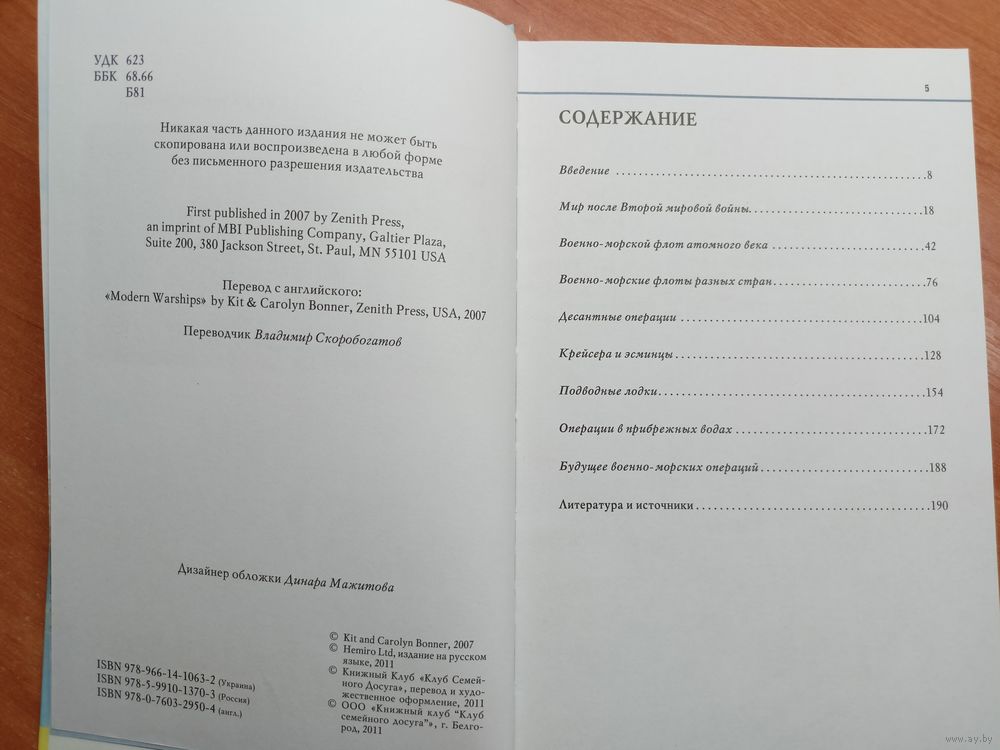 УДК 623
ББК 68.66
Б81
Никакая часть данного издания не может быть
скопирована или воспроизведена в любой форме
без письменного разрешения издательства
First published in 2007 by Zenith Press,
an imprint of MBI Publishing Company, Galtier Plaza,
Suite 200, 380 Jackson Street, St. Paul, MN 55101 USA
Перевод с английского:
«Modern Warships» by Kit & Carolyn Bonner, Zenith Press, USA, 2007
Переводчик Владимир Скоробогатов
Дизайнер обложки Динара Мажитова
© Kit and Carolyn Bonner, 2007
© Hemiro Ltd, издание на русском
языке, 2011
© Книжный Клуб «Клуб Семей-
ного Досуга», перевод и худо-
жественное оформление, 2011
© ООО «Книжный клуб "Клуб
семейного досуга"», г. Белго-
род, 2011
ISBN 978-966-14-1063-2 (Украина)
ISBN 978-5-9910-1370-3 (Россия)
ISBN 978-0-7603-2950-4 (англ.)
5
СОДЕРЖАНИЕ
Введение ........................................8
Мир после Второй мировой войны........................18
Военно-морской флот атомного века ....................42
Военно-морские флоты разных стран....................76
Десантные операции ................................104
Крейсера и эсминцы................................128
Подводные лодки..................................154
Операции в прибрежных водах ........................172
Будущее военно-морских операций....................188
Литература и источники..............................190
www.ay.by